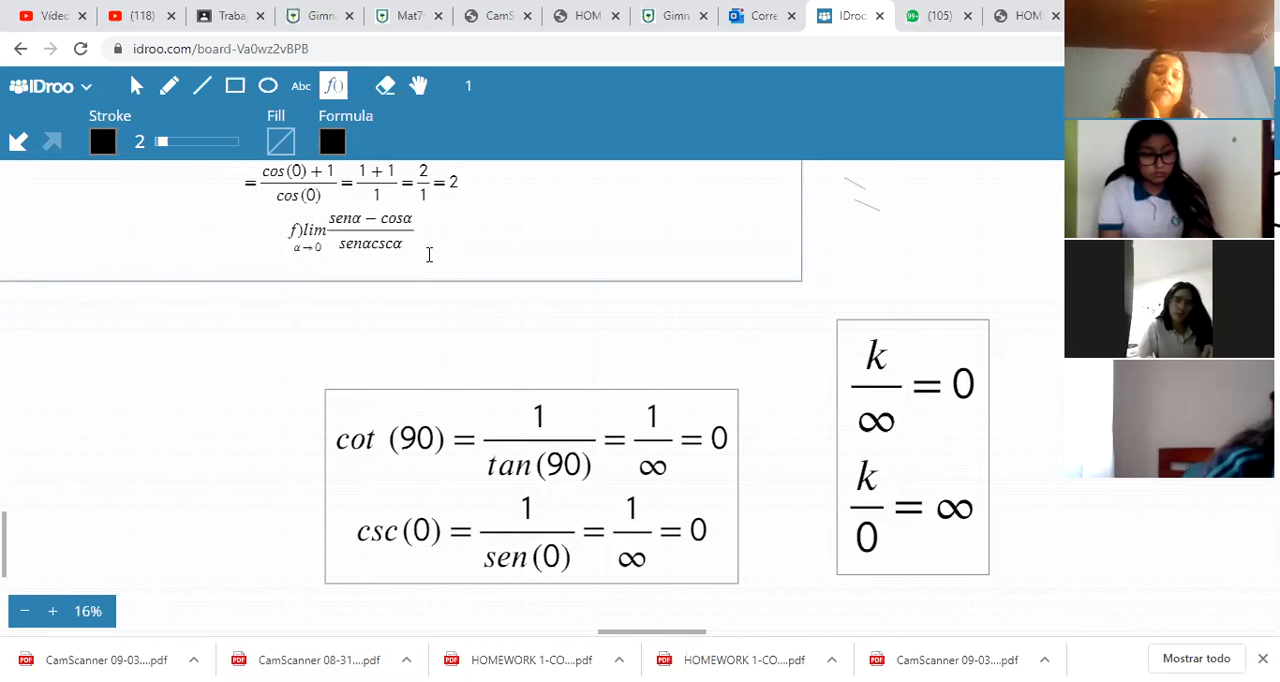 Vídec × (118) × Traba × Gimna × Mat7: × CamS × HOM × Gimn × Corre × IDroo × 99+ (105) × HOM ×
idroo.com/board-Va0wz2vBPB
IDroo Abc f() 1
Stroke Fill Formula
2
= cos(0) + 1 / cos(0) = 1 + 1 / 1 = 2 / 1 = 2
f) lim α→0 senα − cosα / senαcscα
cot (90) = 1 / tan(90) = 1 / ∞ = 0
csc(0) = 1 / sen(0) = 1 / ∞ = 0
k / ∞ = 0
k / 0 = ∞
− + 16%
CamScanner 09-03....pdf CamScanner 08-31....pdf HOMEWORK 1-CO....pdf HOMEWORK 1-CO....pdf CamScanner 09-03....pdf Mostrar todo ×